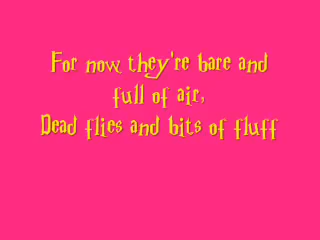 For now they're bare and
full of air,
Dead flies and bits of fluff